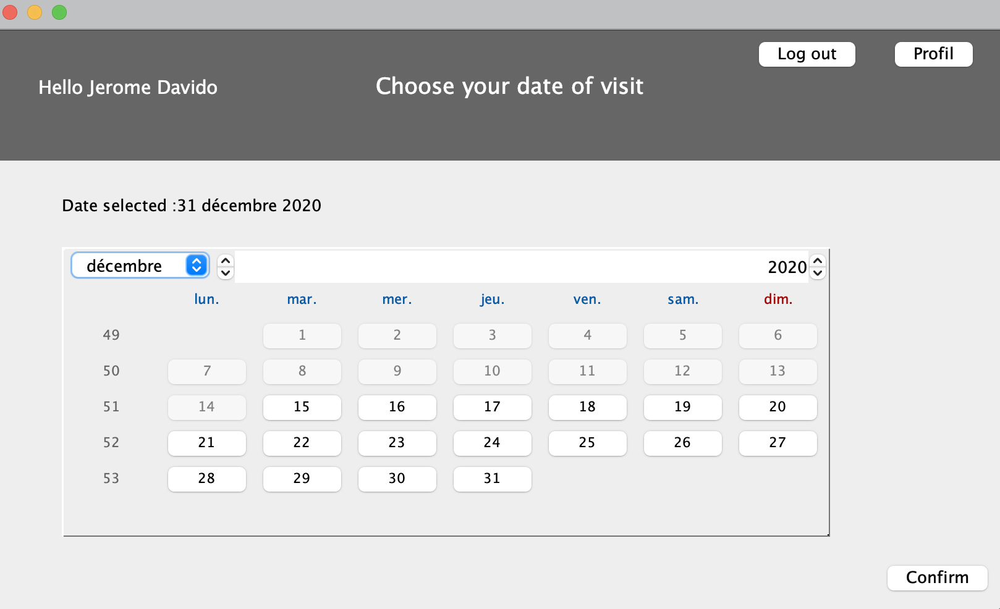 Log out Profil
Hello Jerome Davido Choose your date of visit
Date selected :31 décembre 2020
décembre 2020
lun. mar. mer. jeu. ven. sam. dim.
49 1 2 3 4 5 6
50 7 8 9 10 11 12 13
51 14 15 16 17 18 19 20
52 21 22 23 24 25 26 27
53 28 29 30 31
Confirm